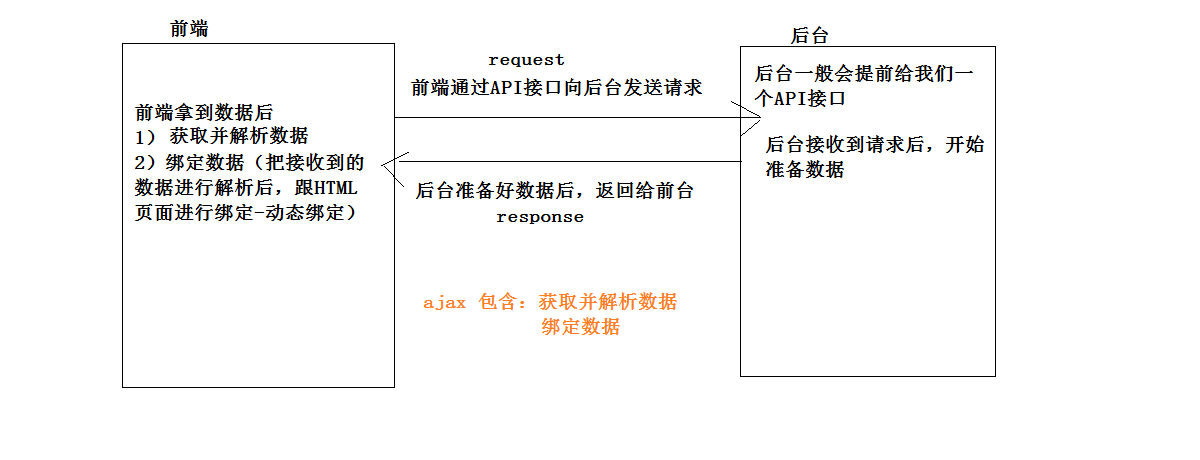 前端
前端拿到数据后
1） 获取并解析数据
2）绑定数据（把接收到的
数据进行解析后，跟HTML
页面进行绑定-动态绑定）
request
前端通过API接口向后台发送请求
后台准备好数据后，返回给前台
response
ajax 包含：获取并解析数据
绑定数据
后台
后台一般会提前给我们一
个API接口
后台接收到请求后，开始
准备数据